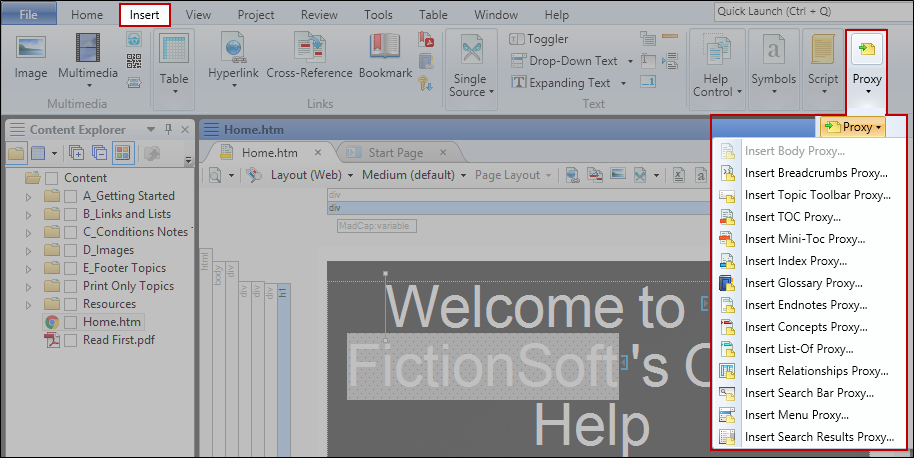 File Home Insert View Project Review Tools Table Window Help Quick Launch (Ctrl + Q)
Image Multimedia Table Hyperlink Cross-Reference Bookmark Single Source Toggler Help Control Symbols Script Proxy
Drop-Down Text
Expanding Text
Multimedia Links Text
Content Explorer
Home.htm
Proxy
Home.htm Start Page
Layout (Web) Medium (default) Page Layout
Content
A_Getting Started
B_Links and Lists
C_Conditions Notes T
D_Images
E_Footer Topics
Print Only Topics
Resources
Home.htm
Read First.pdf
div
div
MadCap:variable
html
body
div
div
div
div
h1
Welcome to
FictionSoft's O
Help
Insert Body Proxy...
Insert Breadcrumbs Proxy...
Insert Topic Toolbar Proxy...
Insert TOC Proxy...
Insert Mini-Toc Proxy...
Insert Index Proxy...
Insert Glossary Proxy...
Insert Endnotes Proxy...
Insert Concepts Proxy...
Insert List-Of Proxy...
Insert Relationships Proxy...
Insert Search Bar Proxy...
Insert Menu Proxy...
Insert Search Results Proxy...